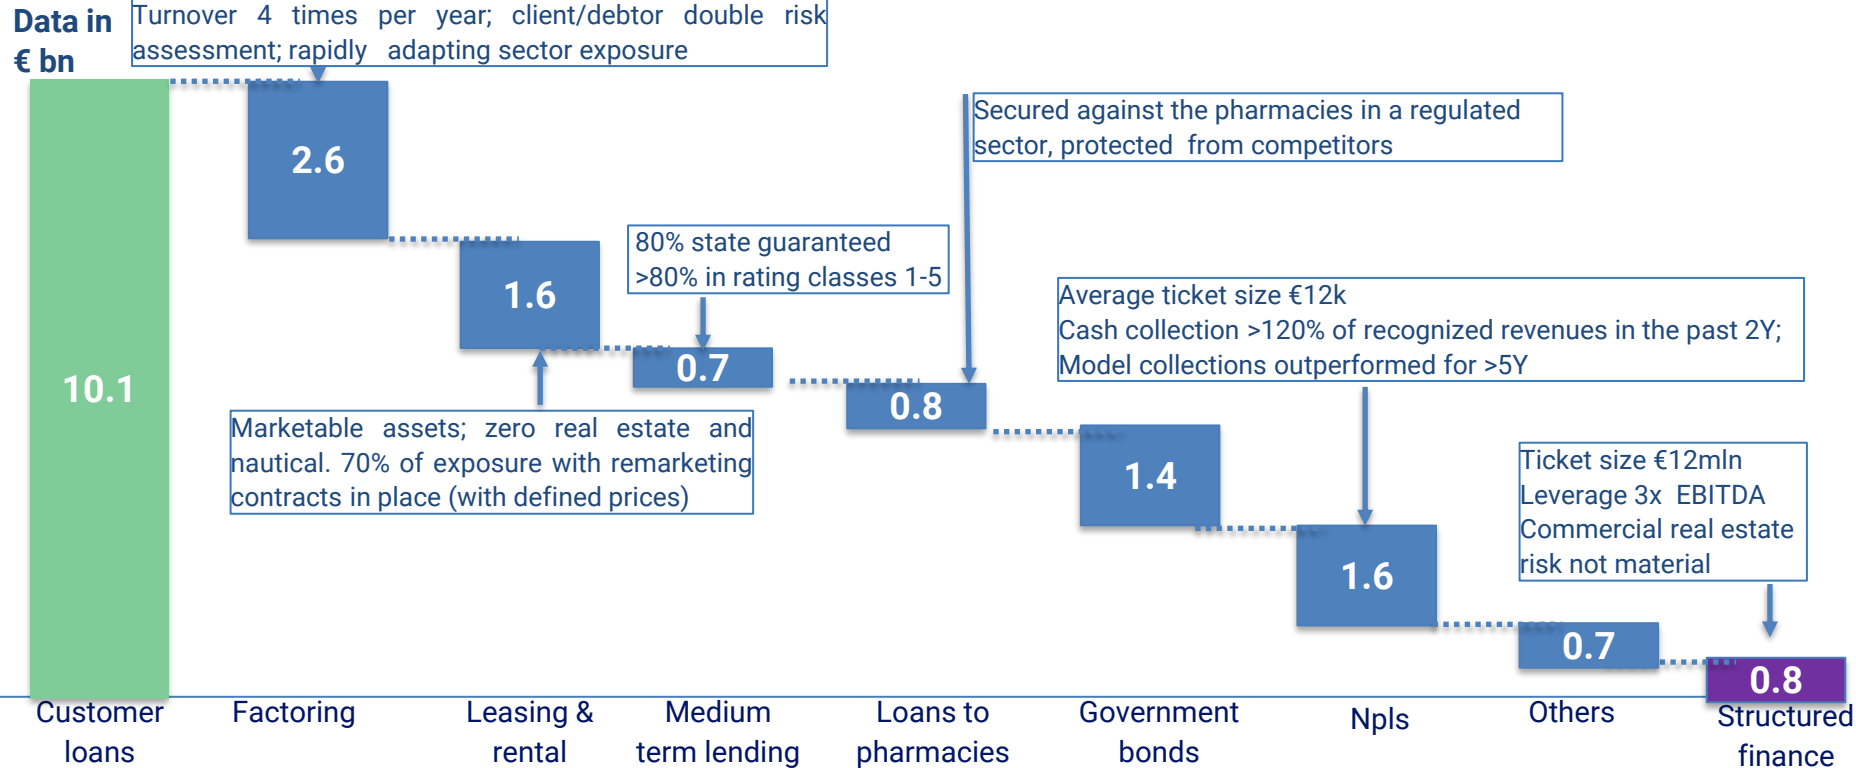 Data in
€ bn
Turnover 4 times per year; client/debtor double risk
assessment; rapidly adapting sector exposure
Secured against the pharmacies in a regulated
sector, protected from competitors
2.6
80% state guaranteed
>80% in rating classes 1-5
1.6
Average ticket size €12k
Cash collection >120% of recognized revenues in the past 2Y;
Model collections outperformed for >5Y
0.7
10.1
0.8
Marketable assets; zero real estate and
nautical. 70% of exposure with remarketing
contracts in place (with defined prices)
1.4
Ticket size €12mln
Leverage 3x EBITDA
Commercial real estate
risk not material
1.6
0.7
0.8
Customer
loans
Factoring
Leasing &
rental
Medium
term lending
Loans to
pharmacies
Government
bonds
Npls
Others
Structured
finance